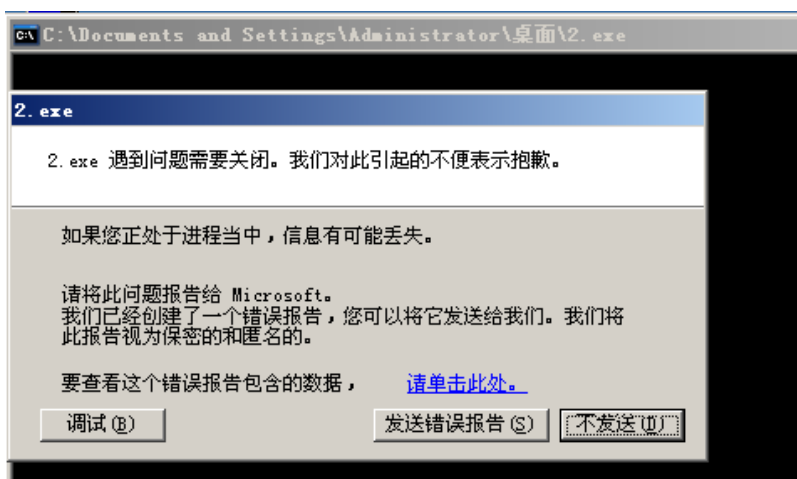 C:\Documents and Settings\Administrator\桌面\2.exe
2.exe
2.exe 遇到问题需要关闭。我们对此引起的不便表示抱歉。
如果您正处于进程当中，信息有可能丢失。
请将此问题报告给 Microsoft。
我们已经创建了一个错误报告，您可以将它发送给我们。我们将
此报告视为保密的和匿名的。
要查看这个错误报告包含的数据， 请单击此处。
调试(B) 发送错误报告(S) 不发送(D)